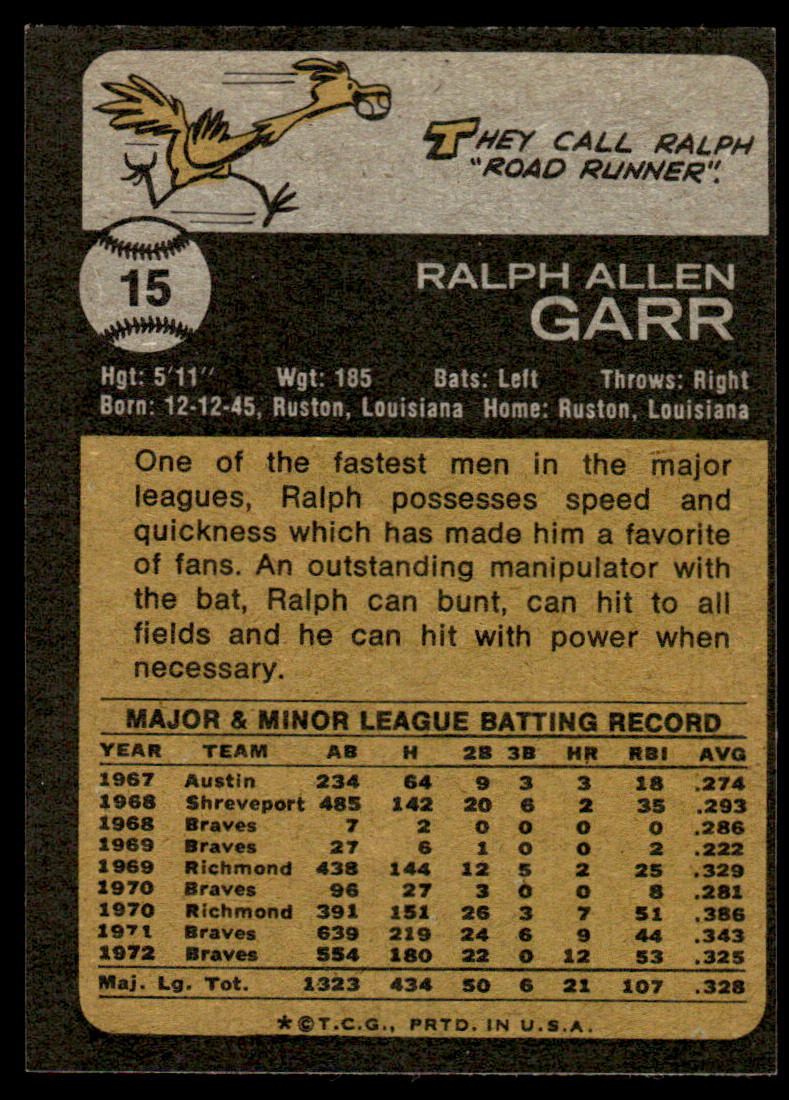 THEY CALL RALPH
"ROAD RUNNER".
15
RALPH ALLEN
GARR
Hgt: 5'11" Wgt: 185 Bats: Left Throws: Right
Born: 12-12-45, Ruston, Louisiana Home: Ruston, Louisiana
One of the fastest men in the major
leagues, Ralph possesses speed and
quickness which has made him a favorite
of fans. An outstanding manipulator with
the bat, Ralph can bunt, can hit to all
fields and he can hit with power when
necessary.
MAJOR & MINOR LEAGUE BATTING RECORD
YEAR TEAM AB H 2B 3B HR RBI AVG
1967 Austin 234 64 9 3 3 18 .274
1968 Shreveport 485 142 20 6 2 35 .293
1968 Braves 7 2 0 0 0 0 .286
1969 Braves 27 6 1 0 0 2 .222
1969 Richmond 438 144 12 5 2 25 .329
1970 Braves 96 27 3 0 0 8 .281
1970 Richmond 391 151 26 3 7 51 .386
1971 Braves 639 219 24 6 9 44 .343
1972 Braves 554 180 22 0 12 53 .325
Maj. Lg. Tot. 1323 434 50 6 21 107 .328
*©T.C.G., PRTD. IN U.S.A.